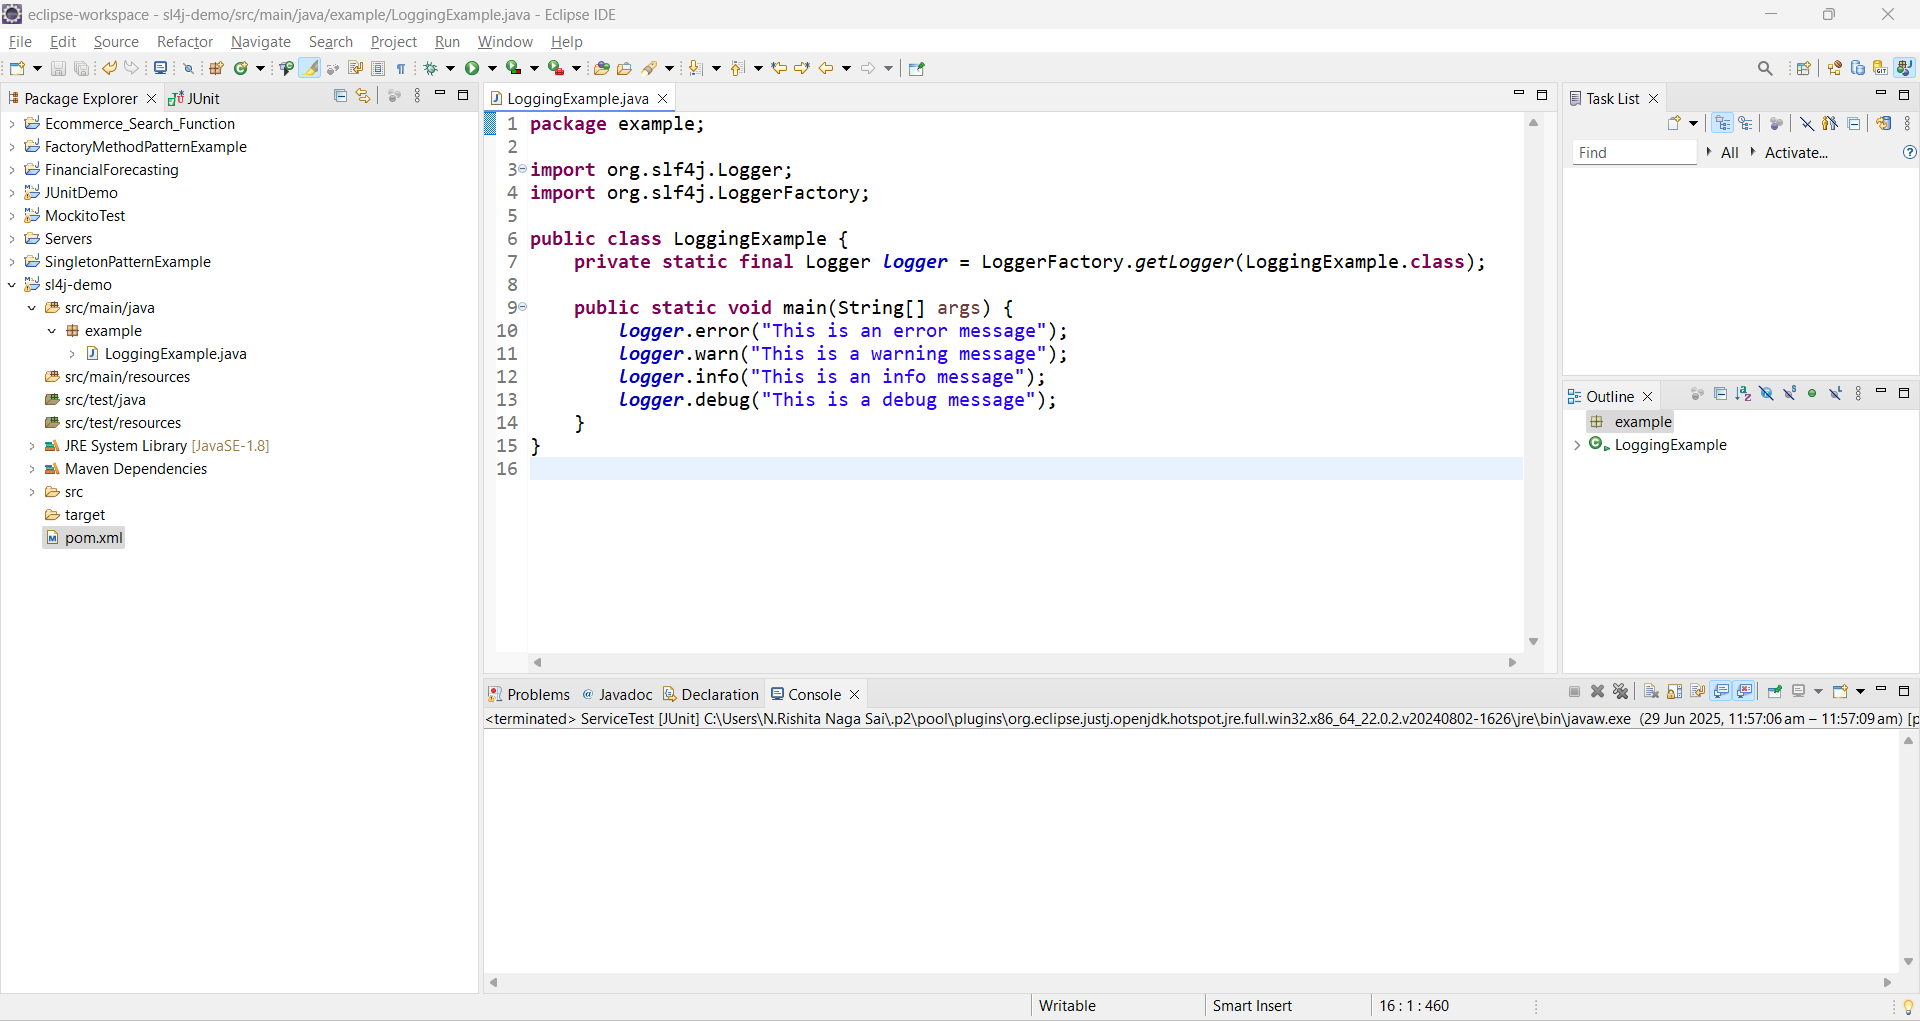 eclipse-workspace - sl4j-demo/src/main/java/example/LoggingExample.java - Eclipse IDE
File Edit Source Refactor Navigate Search Project Run Window Help
Package Explorer JUnit
Ecommerce_Search_Function
FactoryMethodPatternExample
FinancialForecasting
JUnitDemo
MockitoTest
Servers
SingletonPatternExample
sl4j-demo
src/main/java
example
LoggingExample.java
src/main/resources
src/test/java
src/test/resources
JRE System Library [JavaSE-1.8]
Maven Dependencies
src
target
pom.xml
LoggingExample.java
1 package example;
2
3 import org.slf4j.Logger;
4 import org.slf4j.LoggerFactory;
5
6 public class LoggingExample {
7     private static final Logger logger = LoggerFactory.getLogger(LoggingExample.class);
8
9     public static void main(String[] args) {
10         logger.error("This is an error message");
11         logger.warn("This is a warning message");
12         logger.info("This is an info message");
13         logger.debug("This is a debug message");
14     }
15 }
16
Task List
Find All Activate...
Outline
example
LoggingExample
Problems Javadoc Declaration Console
<terminated> ServiceTest [JUnit] C:\Users\N.Rishita Naga Sai\.p2\pool\plugins\org.eclipse.justj.openjdk.hotspot.jre.full.win32.x86_64_22.0.2.v20240802-1626\jre\bin\javaw.exe (29 Jun 2025, 11:57:06 am – 11:57:09 am) [p
Writable Smart Insert 16 : 1 : 460